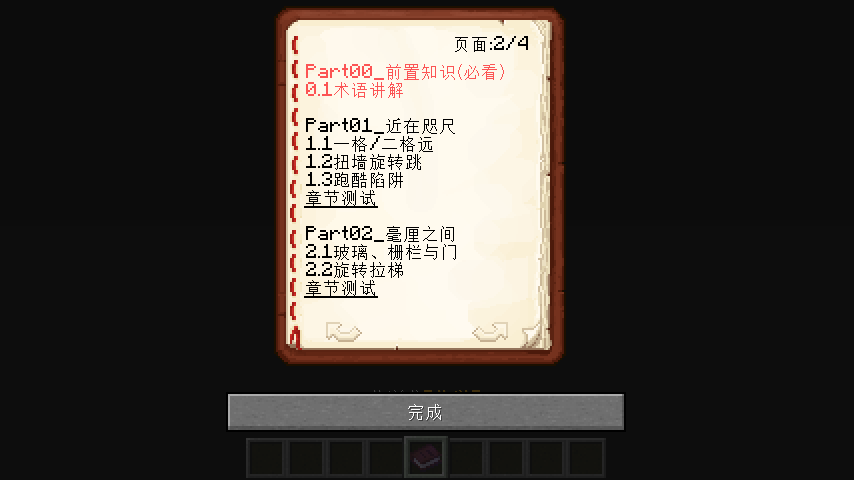 页面:2/4
Part00_前置知识(必看)
0.1术语讲解
Part01_近在咫尺
1.1一格/二格远
1.2扭墙旋转跳
1.3跑酷陷阱
章节测试
Part02_毫厘之间
2.1玻璃、栅栏与门
2.2旋转拉梯
章节测试
完成